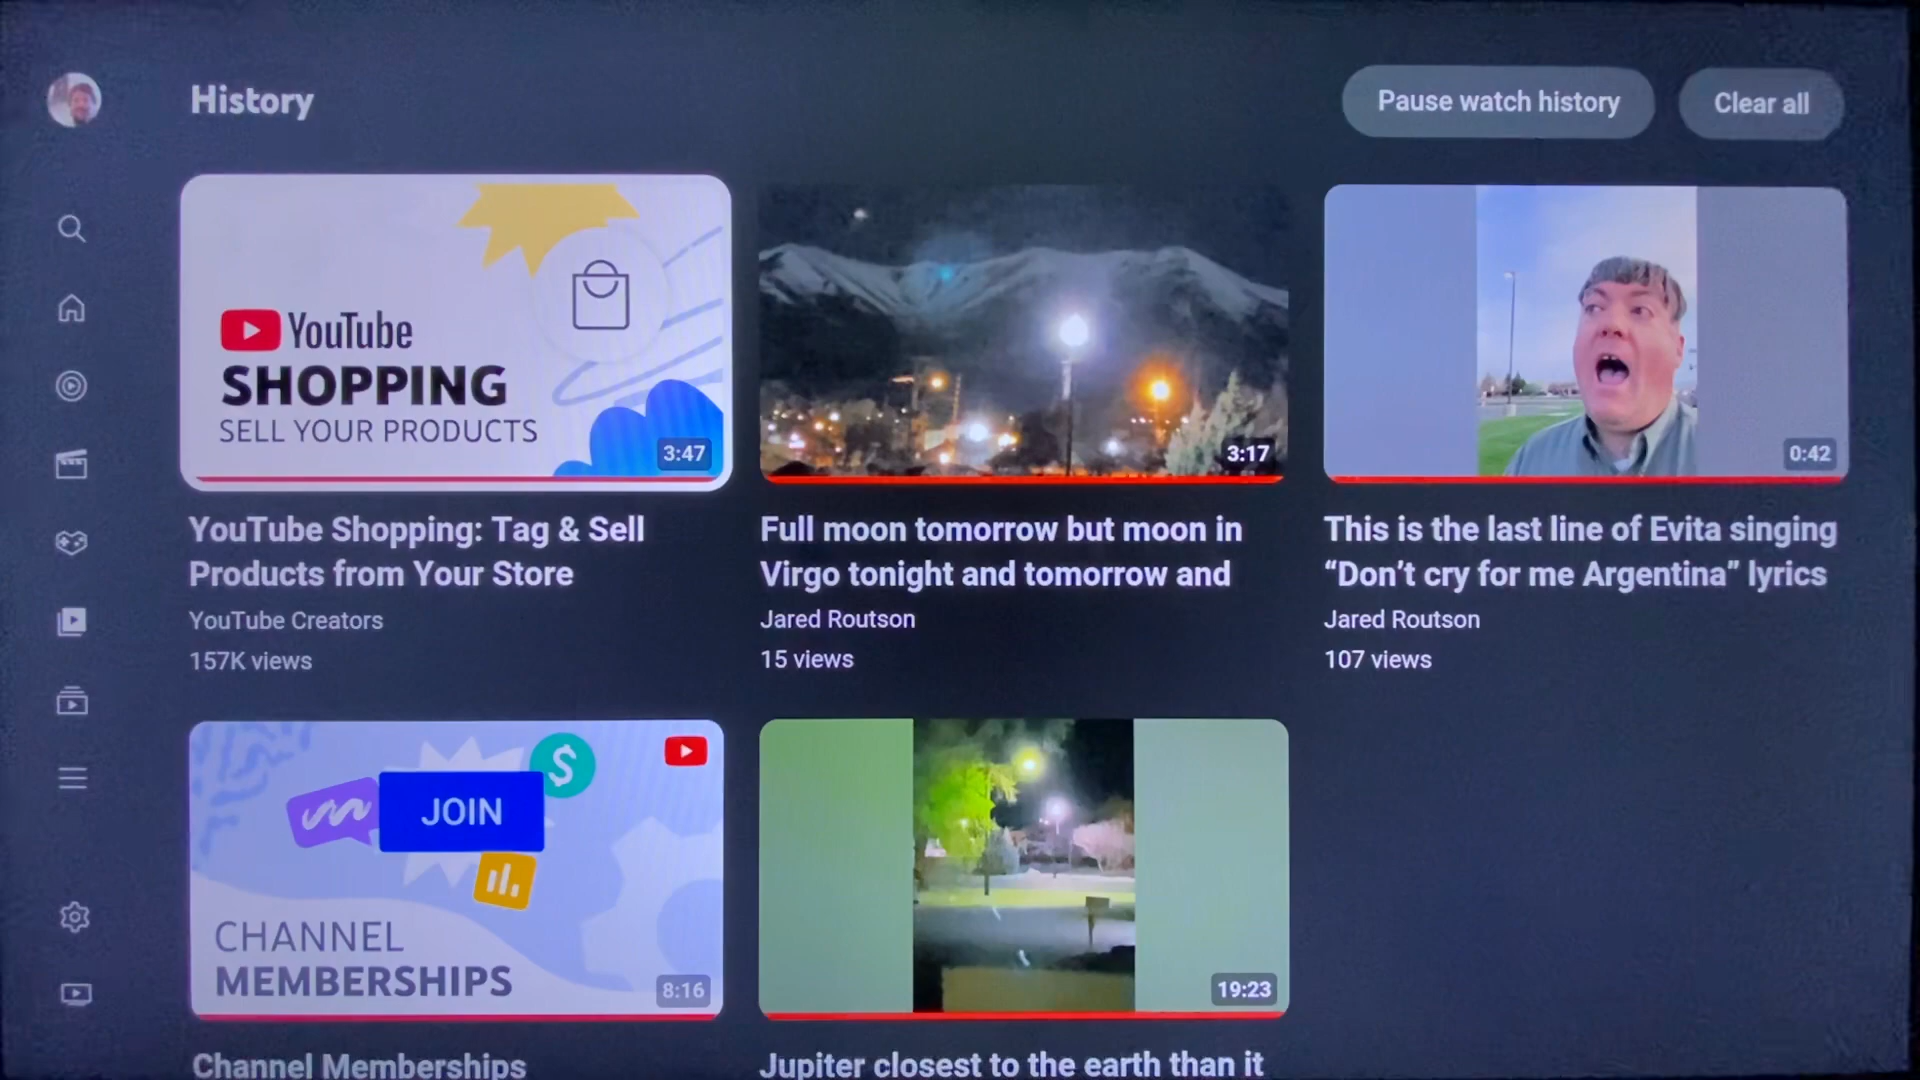 History
Pause watch history
Clear all
YouTube
SHOPPING
SELL YOUR PRODUCTS
3:47
3:17
0:42
YouTube Shopping: Tag & Sell
Products from Your Store
YouTube Creators
157K views
Full moon tomorrow but moon in
Virgo tonight and tomorrow and
Jared Routson
15 views
This is the last line of Evita singing
“Don’t cry for me Argentina” lyrics
Jared Routson
107 views
JOIN
$
CHANNEL
MEMBERSHIPS
8:16
19:23
Channel Memberships
Jupiter closest to the earth than it